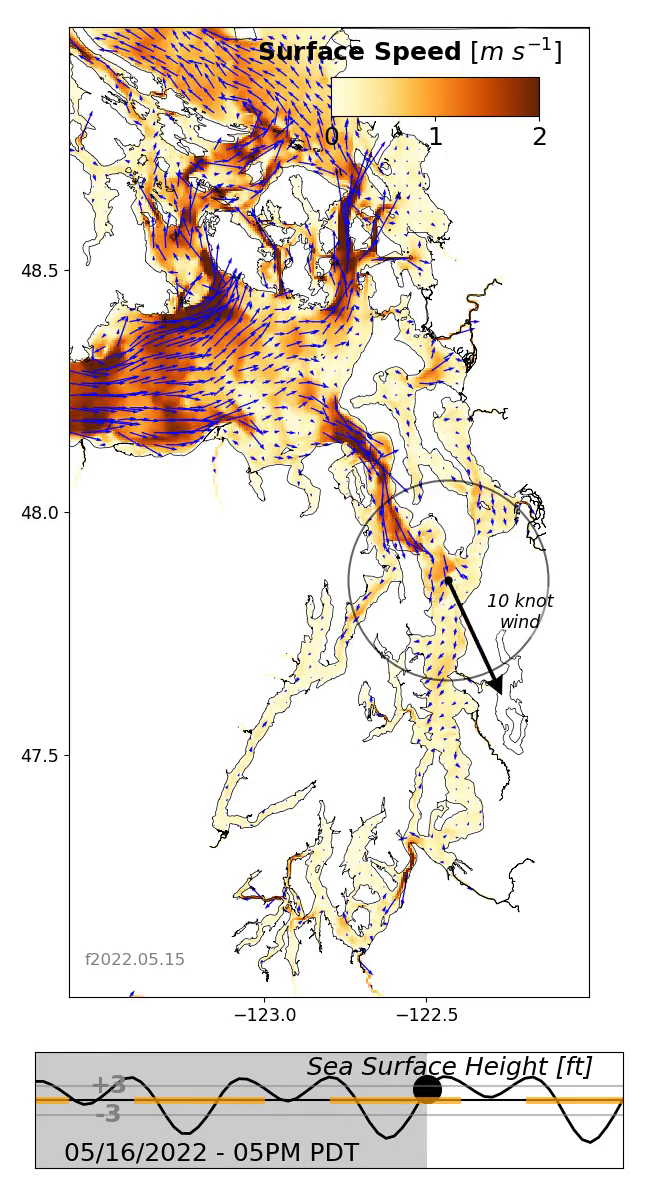 Surface Speed [m s⁻¹]
0 1 2
48.5
48.0
10 knot
wind
47.5
f2022.05.15
−123.0 −122.5
Sea Surface Height [ft]
+3
-3
05/16/2022 - 05PM PDT